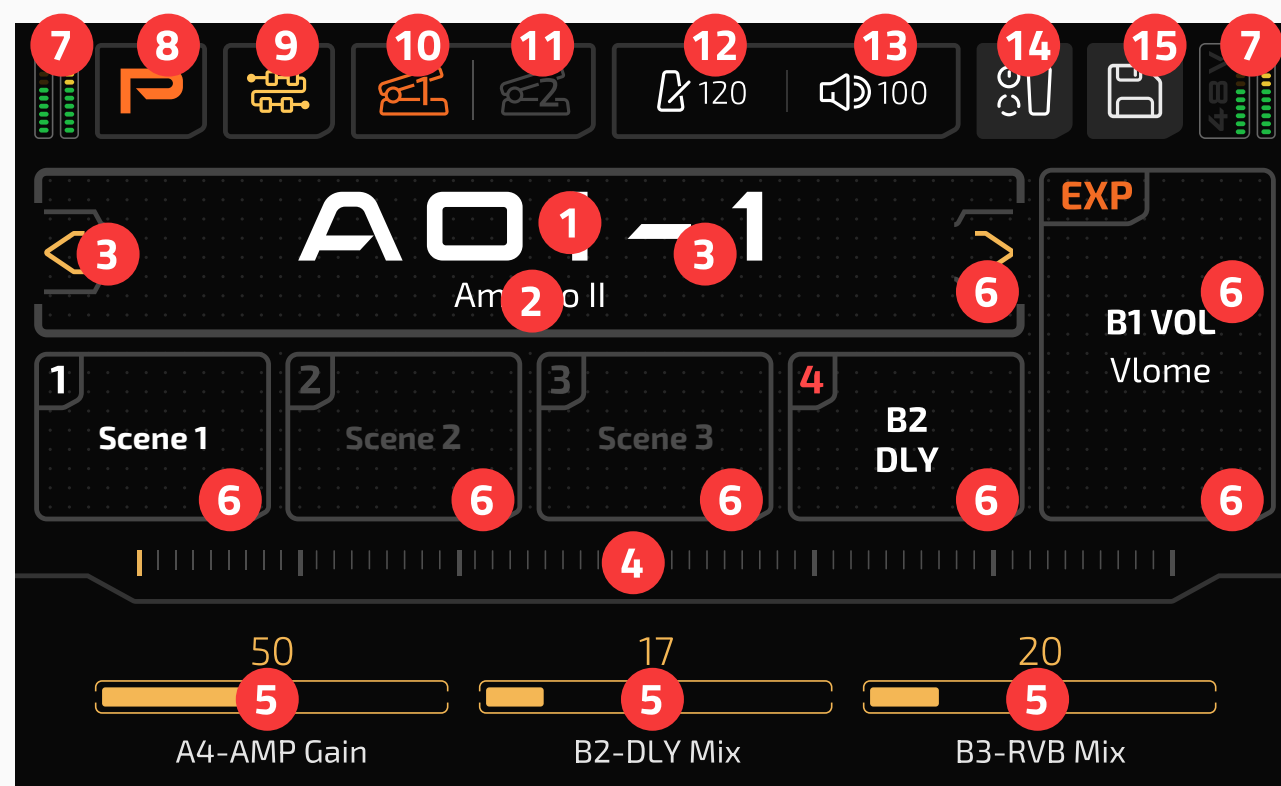 7 8 9 10 11 12 13 14 15 7
1 2 120 100 48V
A01-1
1 3 3
EXP
2 6 6
B1 VOL
Vlome
1 2 3 4
Scene 1 Scene 2 Scene 3 B2
DLY
6 6 6 6 6
4
50 17 20
5 5 5
A4-AMP Gain B2-DLY Mix B3-RVB Mix